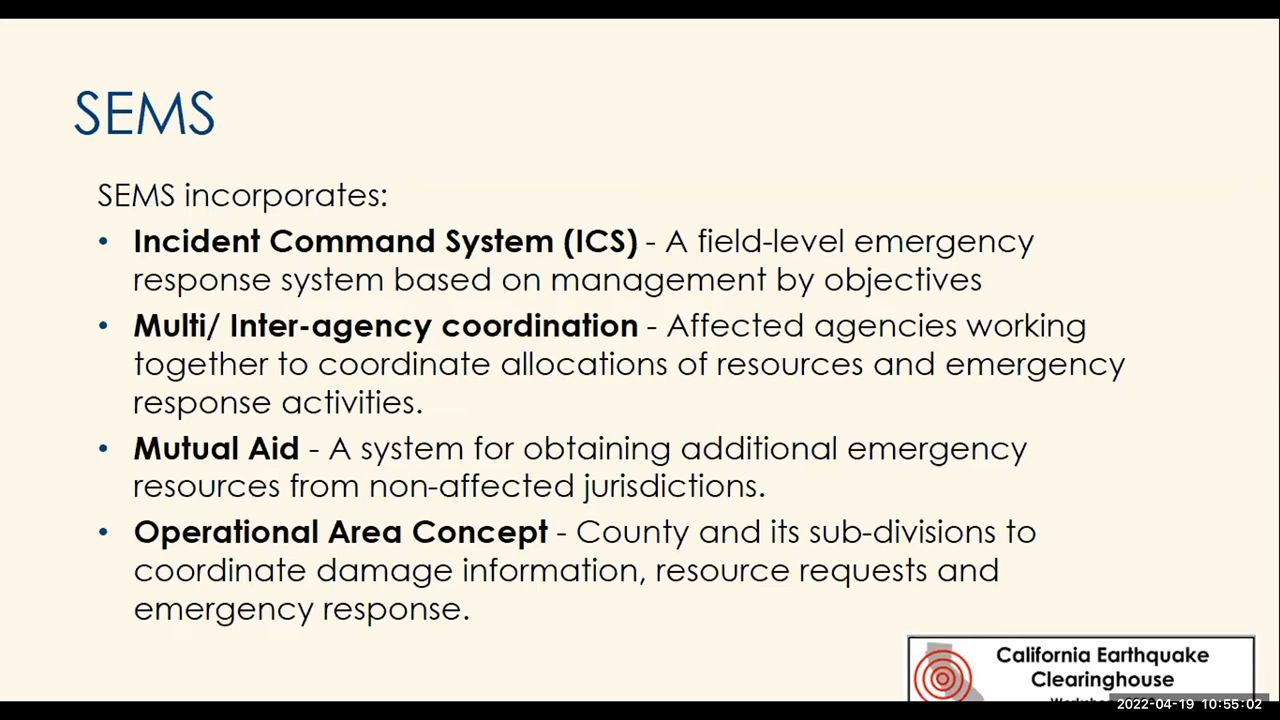 SEMS
SEMS incorporates:
• Incident Command System (ICS) - A field-level emergency
response system based on management by objectives
• Multi/ Inter-agency coordination - Affected agencies working
together to coordinate allocations of resources and emergency
response activities.
• Mutual Aid - A system for obtaining additional emergency
resources from non-affected jurisdictions.
• Operational Area Concept - County and its sub-divisions to
coordinate damage information, resource requests and
emergency response.
California Earthquake
Clearinghouse
2022-04-19 10:55:02